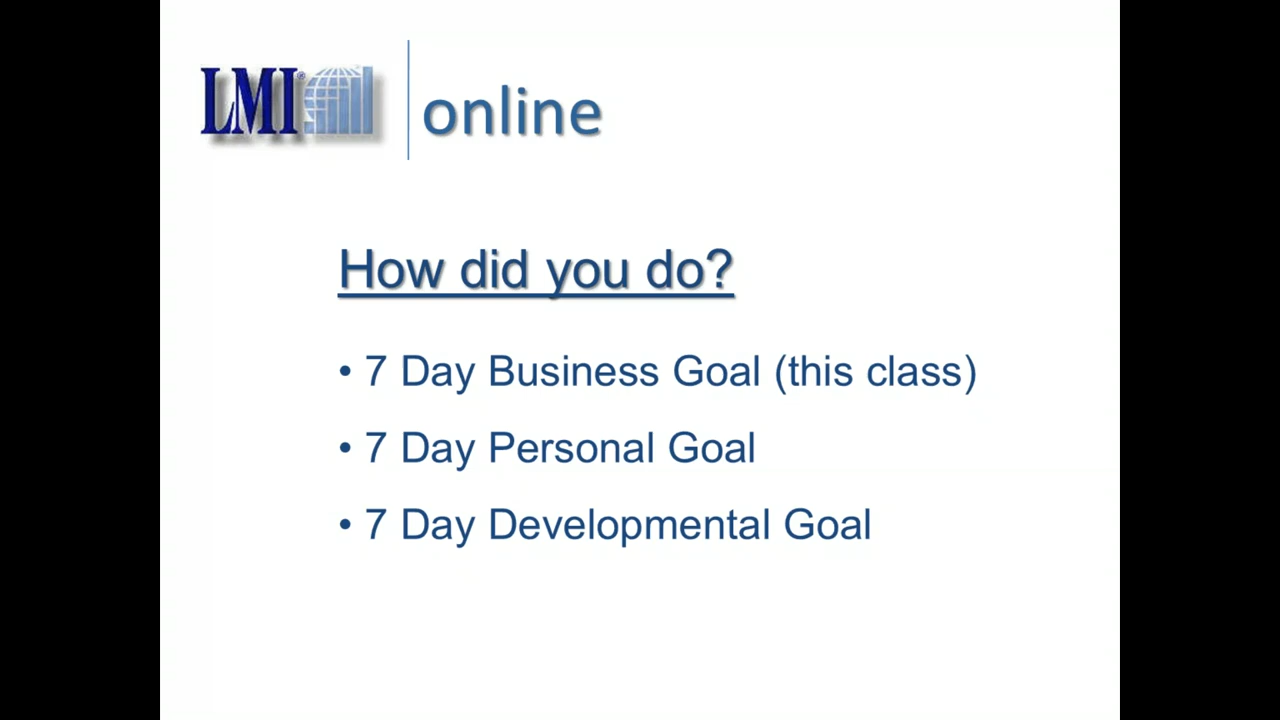 LMI® online
How did you do?
• 7 Day Business Goal (this class)
• 7 Day Personal Goal
• 7 Day Developmental Goal